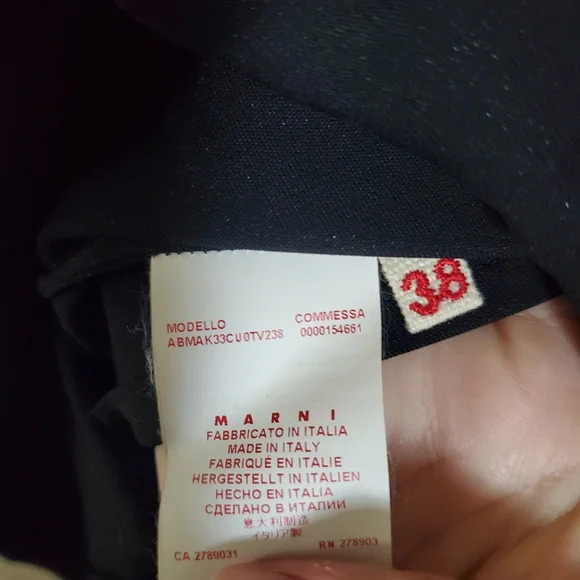 38
MODELLO COMMESSA
ABMAK33CU0TV238 0000154661
MARNI
FABBRICATO IN ITALIA
MADE IN ITALY
FABRIQUÉ EN ITALIE
HERGESTELLT IN ITALIEN
HECHO EN ITALIA
СДЕЛАНО В ИТАЛИИ
意大利制造
イタリア製
CA 2789031 RN 278903